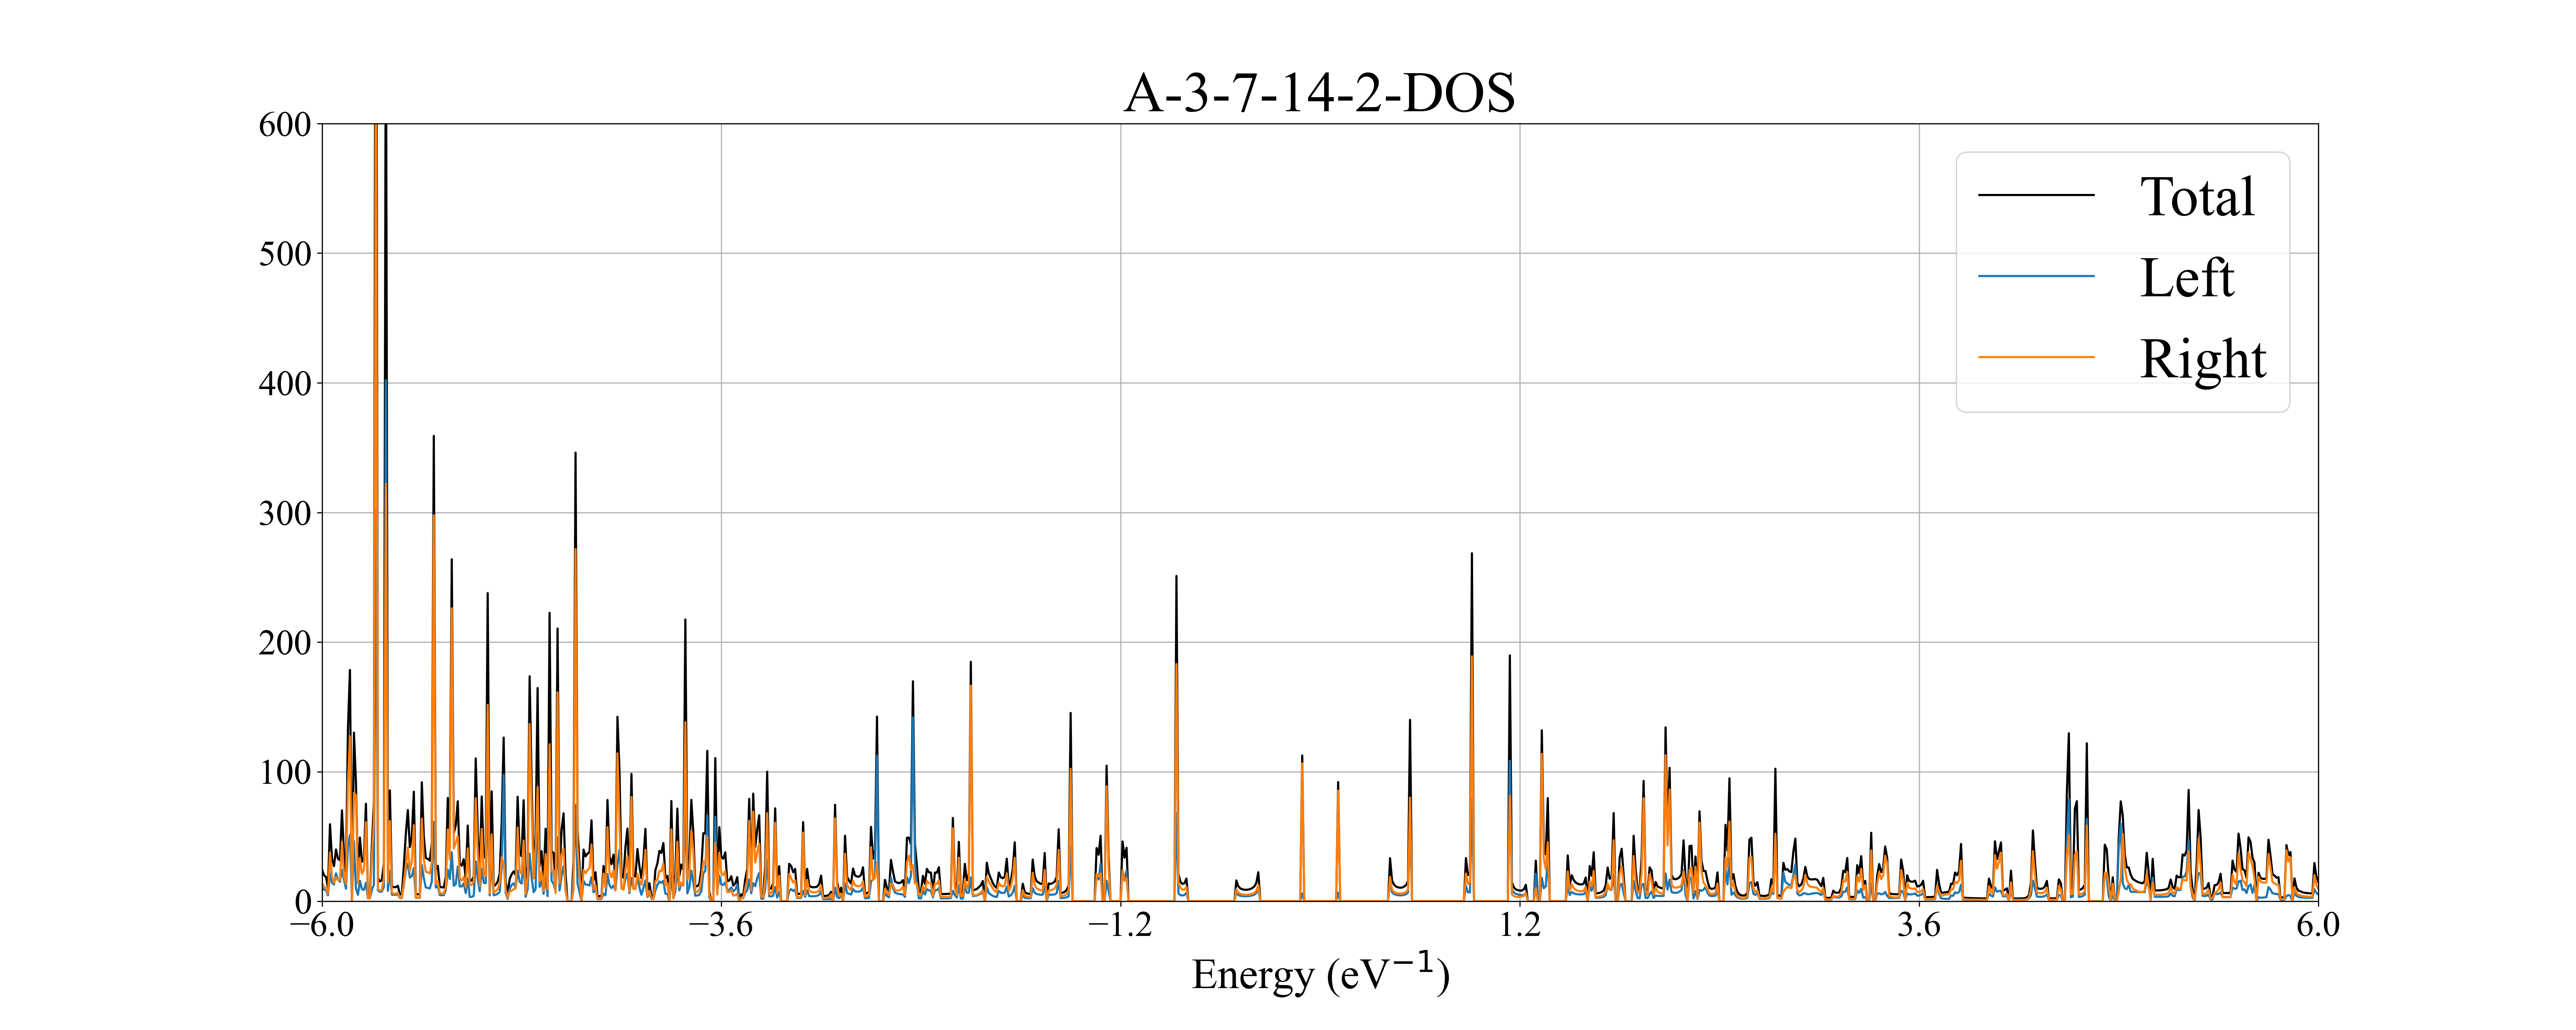 A-3-7-14-2-DOS
600
500
400
300
200
100
0
Total
Left
Right
−6.0 −3.6 −1.2 1.2 3.6 6.0
Energy (eV⁻¹)